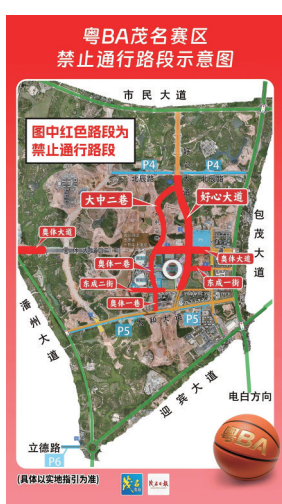 粤BA茂名赛区
禁止通行路段示意图
市民大道
图中红色路段为
禁止通行路段
P4
P4
北辰路
大中二巷
好心大道
包茂大道
奥体大道
奥体一巷
奥体大道
东成二街
东成一街
奥体一巷
潘州大道
P5
P5
迎宾大道
电白方向
立德路
P6
粤BA
(具体以实地指引为准)
茂名日报